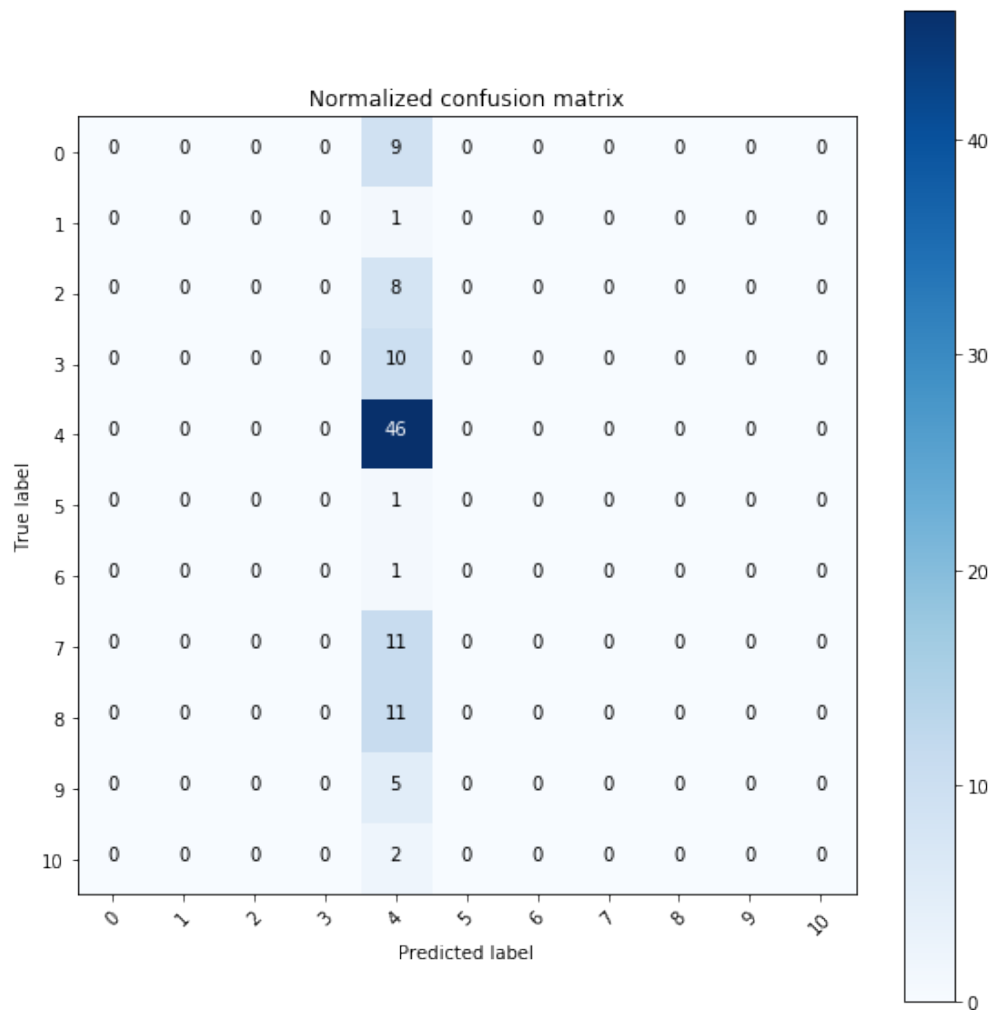 Normalized confusion matrix
0 0 0 0 0 9 0 0 0 0 0 0
1 0 0 0 0 1 0 0 0 0 0 0
2 0 0 0 0 8 0 0 0 0 0 0
3 0 0 0 0 10 0 0 0 0 0 0
4 0 0 0 0 46 0 0 0 0 0 0
5 0 0 0 0 1 0 0 0 0 0 0
6 0 0 0 0 1 0 0 0 0 0 0
7 0 0 0 0 11 0 0 0 0 0 0
8 0 0 0 0 11 0 0 0 0 0 0
9 0 0 0 0 5 0 0 0 0 0 0
10 0 0 0 0 2 0 0 0 0 0 0
True label
0 1 2 3 4 5 6 7 8 9 10
Predicted label
40
30
20
10
0